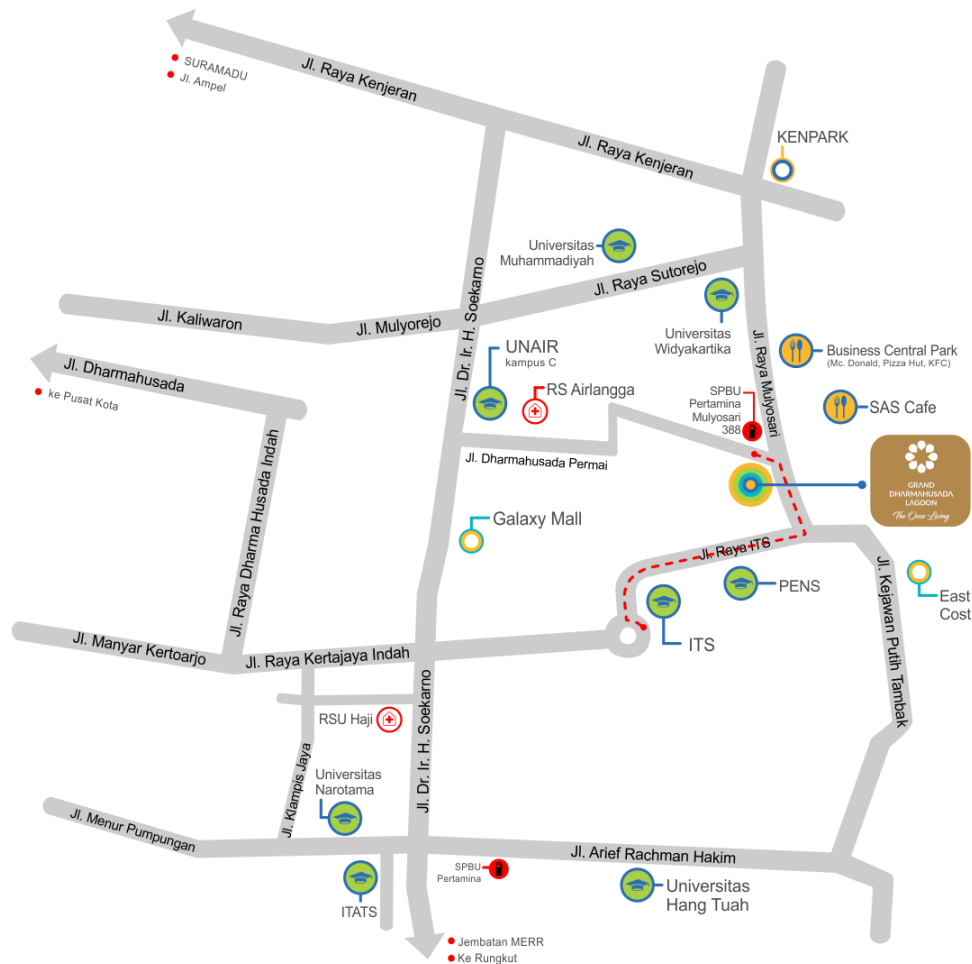 SURAMADU
Jl. Ampel
Jl. Raya Kenjeran
Jl. Raya Kenjeran
KENPARK
Universitas
Muhammadiyah
Jl. Raya Sutorejo
Jl. Kaliwaron
Jl. Mulyorejo
Jl. Dr. Ir. H. Soekarno
Universitas
Widyakartika
Jl. Raya Mulyosari
Business Central Park
(Mc. Donald, Pizza Hut, KFC)
SAS Cafe
Jl. Dharmahusada
ke Pusat Kota
UNAIR
kampus C
RS Airlangga
SPBU
Pertamina
Mulyosari
388
Jl. Dharmahusada Permai
GRAND
DHARMAHUSADA
LAGOON
The Onec-Living
Jl. Raya Dharma Husada Indah
Galaxy Mall
Jl. Raya ITS
PENS
ITS
Jl. Kejawan Putih Tambak
East
Cost
Jl. Manyar Kertoarjo
Jl. Raya Kertajaya Indah
RSU Haji
Jl. Dr. Ir. H. Soekarno
Jl. Klampis Jaya
Universitas
Narotama
Jl. Menur Pumpungan
Jl. Arief Rachman Hakim
SPBU
Pertamina
ITATS
Universitas
Hang Tuah
Jembatan MERR
Ke Rungkut